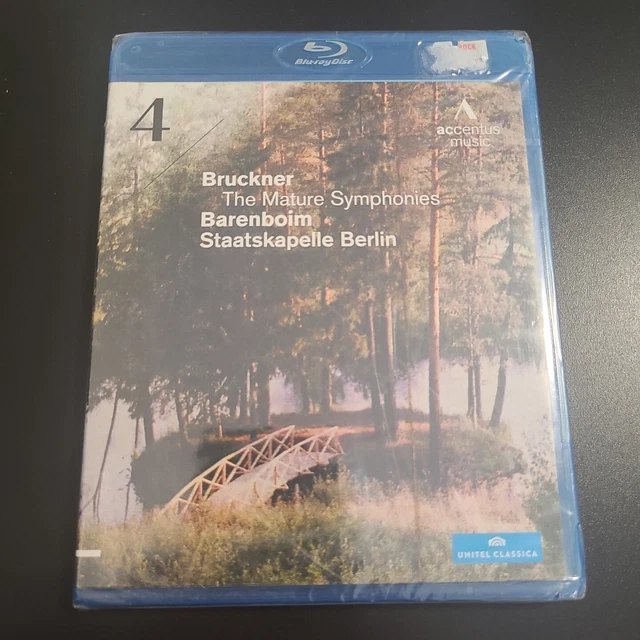 Blu-ray Disc
4
accentus
music
Bruckner
The Mature Symphonies
Barenboim
Staatskapelle Berlin
UNITEL CLASSICA